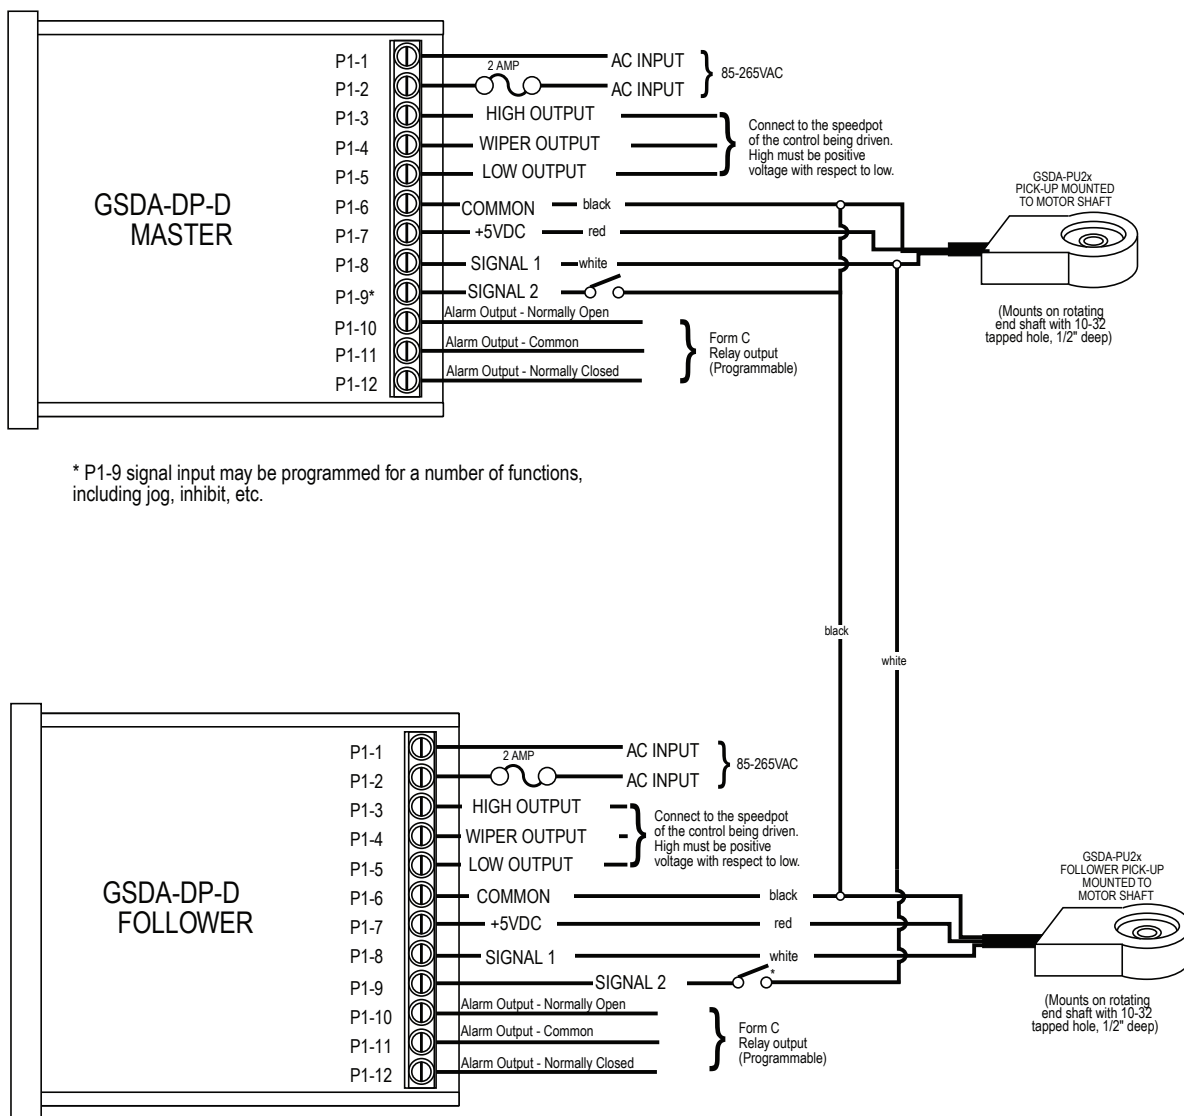 P1-1
2 AMP
AC INPUT
P1-2
AC INPUT
85-265VAC
P1-3
HIGH OUTPUT
P1-4
WIPER OUTPUT
P1-5
LOW OUTPUT
Connect to the speedpot
of the control being driven.
High must be positive
voltage with respect to low.
GSDA-DP-D
MASTER
P1-6
COMMON
black
P1-7
+5VDC
red
P1-8
SIGNAL 1
white
P1-9*
SIGNAL 2
P1-10
Alarm Output - Normally Open
P1-11
Alarm Output - Common
P1-12
Alarm Output - Normally Closed
Form C
Relay output
(Programmable)
GSDA-PU2x
PICK-UP MOUNTED
TO MOTOR SHAFT
(Mounts on rotating
end shaft with 10-32
tapped hole, 1/2" deep)
* P1-9 signal input may be programmed for a number of functions,
including jog, inhibit, etc.
black
white
P1-1
2 AMP
AC INPUT
P1-2
AC INPUT
85-265VAC
P1-3
HIGH OUTPUT
P1-4
WIPER OUTPUT
P1-5
LOW OUTPUT
Connect to the speedpot
of the control being driven.
High must be positive
voltage with respect to low.
GSDA-DP-D
FOLLOWER
P1-6
COMMON
black
P1-7
+5VDC
red
P1-8
SIGNAL 1
white
P1-9
SIGNAL 2
*
P1-10
Alarm Output - Normally Open
P1-11
Alarm Output - Common
P1-12
Alarm Output - Normally Closed
Form C
Relay output
(Programmable)
GSDA-PU2x
FOLLOWER PICK-UP
MOUNTED TO
MOTOR SHAFT
(Mounts on rotating
end shaft with 10-32
tapped hole, 1/2" deep)